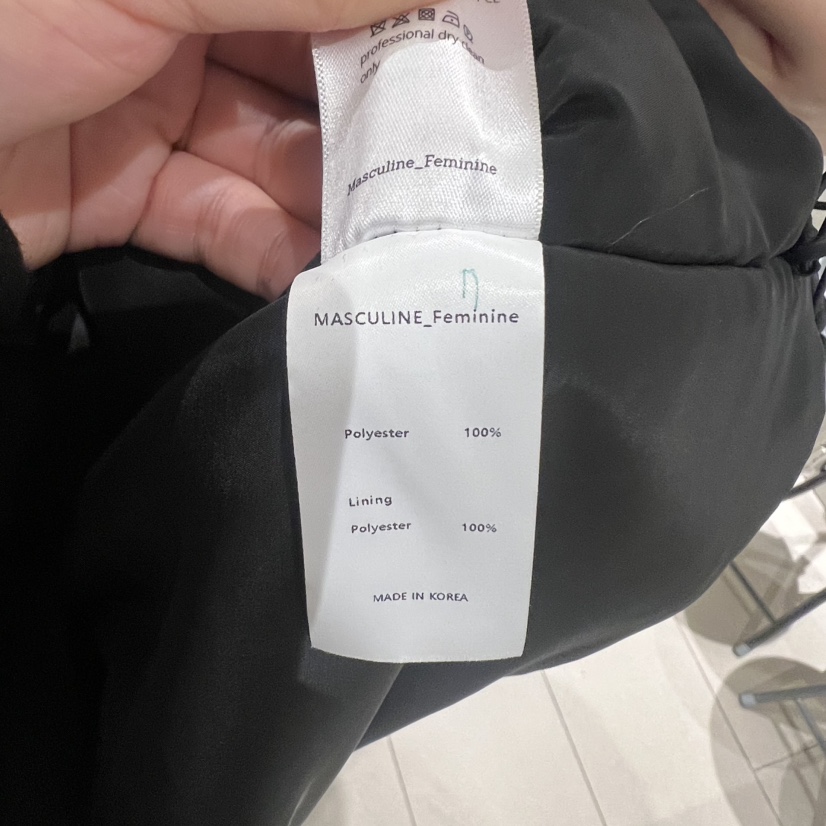 professional dry clean
only
Masculine_Feminine
MASCULINE_Feminine
Polyester 100%
Lining
Polyester 100%
MADE IN KOREA